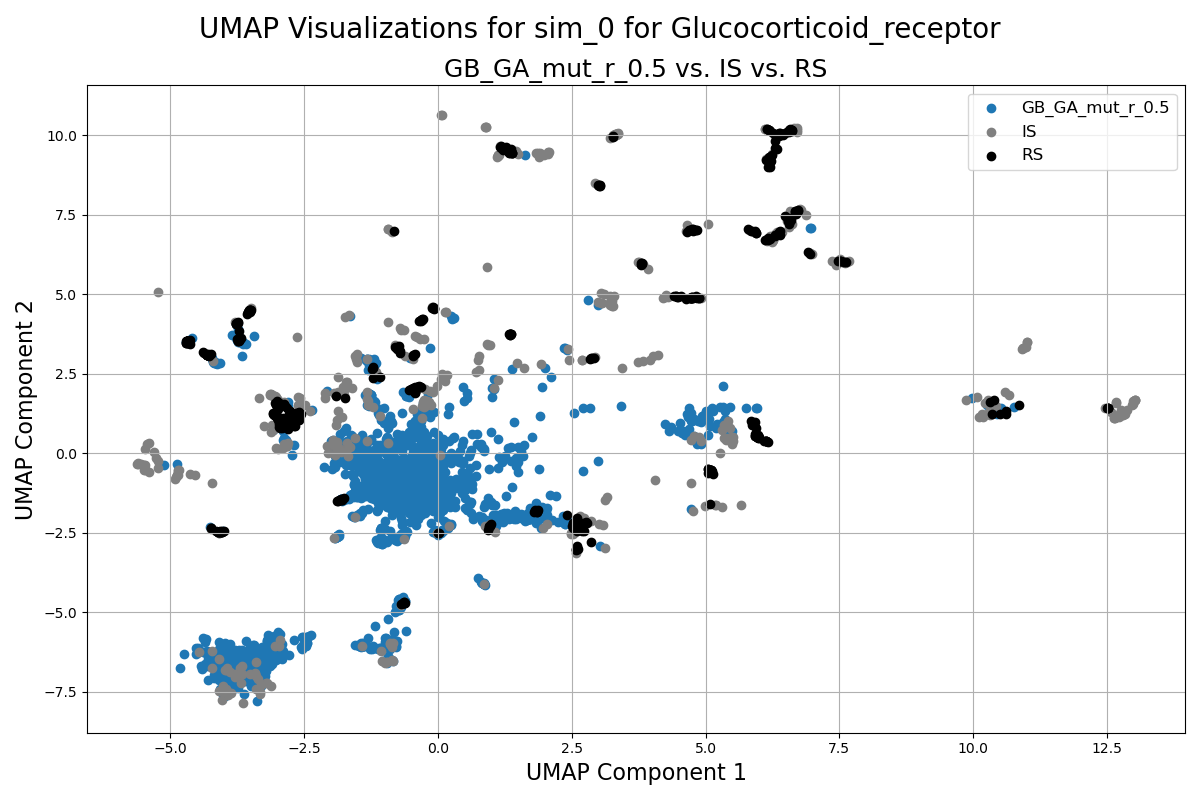 UMAP Visualizations for sim_0 for Glucocorticoid_receptor
GB_GA_mut_r_0.5 vs. IS vs. RS
GB_GA_mut_r_0.5
IS
RS
UMAP Component 2
10.0
7.5
5.0
2.5
0.0
−2.5
−5.0
−7.5
−5.0 −2.5 0.0 2.5 5.0 7.5 10.0 12.5
UMAP Component 1